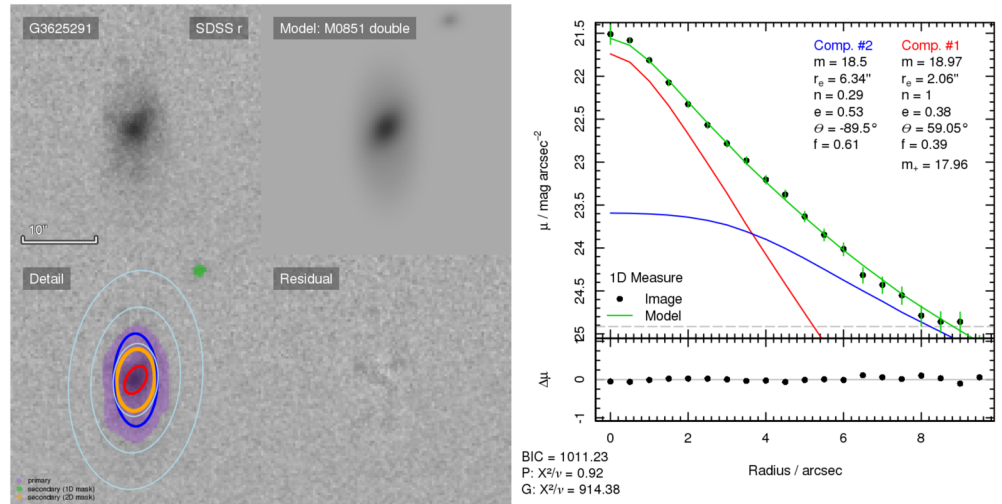 G3625291
SDSS r
Model: M0851 double
10"
Detail
Residual
primary
secondary (1D mask)
secondary (2D mask)
21.5
22
22.5
23
23.5
24
24.5
25
μ / mag arcsec⁻²
Comp. #2
m = 18.5
rₑ = 6.34"
n = 0.29
e = 0.53
Θ = -89.5°
f = 0.61
Comp. #1
m = 18.97
rₑ = 2.06"
n = 1
e = 0.38
Θ = 59.05°
f = 0.39
m₊ = 17.96
1D Measure
Image
Model
Δμ
0
-1
0
2
4
6
8
Radius / arcsec
BIC = 1011.23
P: X²/ν = 0.92
G: X²/ν = 914.38